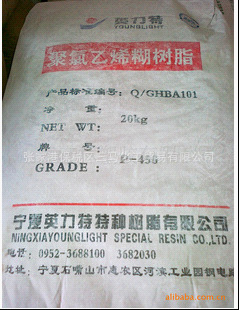 英力特
YOUNGLIGHT
聚氯乙烯糊树脂
产品标准编号: Q/GHBA101
净 重:
NET WT: 20kg
牌 号:
GRADE : P-450
宁夏英力特特种树脂有限公司
NINGXIAYOUNGLIGHT SPECIAL RESIN CO.,LTD.
电话: 0952-3688100 3682030
地址: 宁夏石嘴山市惠农区河滨工业园钢电路